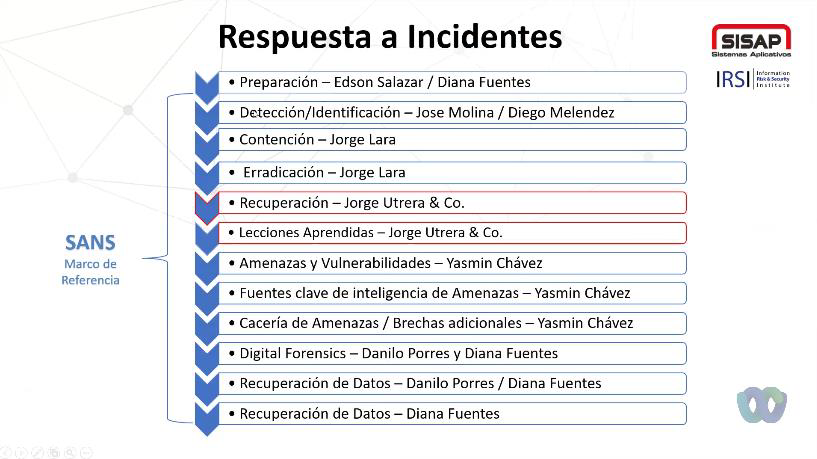 Respuesta a Incidentes
SISAP
Sistemas Aplicativos
IRSI Information
Risk & Security
Institute
• Preparación – Edson Salazar / Diana Fuentes
• Detección/Identificación – Jose Molina / Diego Melendez
• Contención – Jorge Lara
• Erradicación – Jorge Lara
• Recuperación – Jorge Utrera & Co.
• Lecciones Aprendidas – Jorge Utrera & Co.
SANS
Marco de
Referencia
• Amenazas y Vulnerabilidades – Yasmin Chávez
• Fuentes clave de inteligencia de Amenazas – Yasmin Chávez
• Cacería de Amenazas / Brechas adicionales – Yasmin Chávez
• Digital Forensics – Danilo Porres y Diana Fuentes
• Recuperación de Datos – Danilo Porres / Diana Fuentes
• Recuperación de Datos – Diana Fuentes